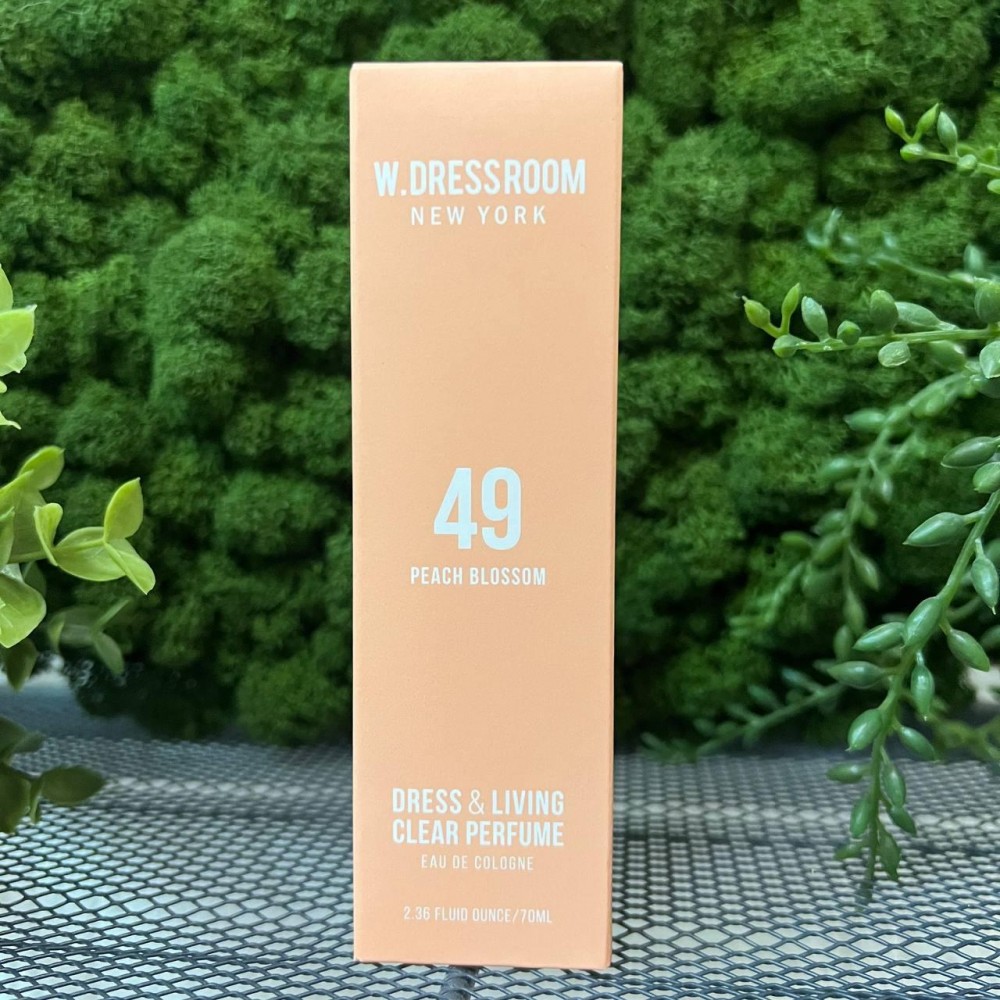 W.DRESSROOM
NEW YORK
49
PEACH BLOSSOM
DRESS & LIVING
CLEAR PERFUME
EAU DE COLOGNE
2.36 FLUID OUNCE/70ML